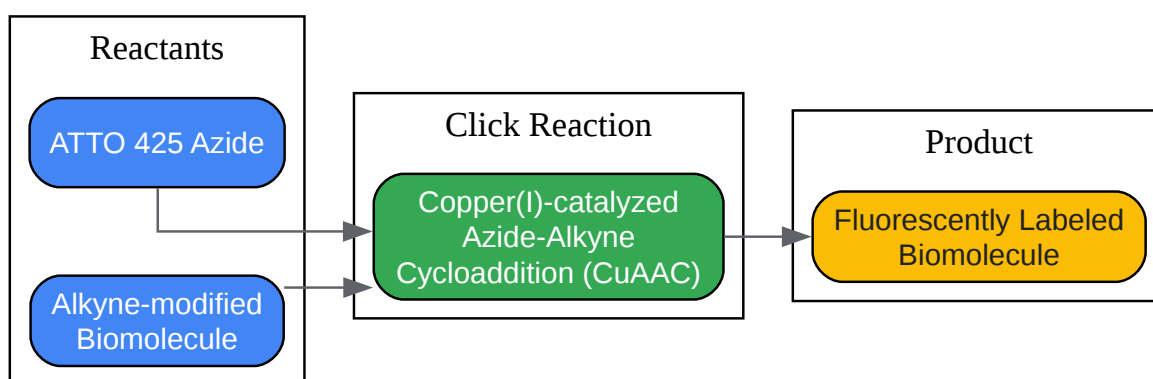 Reactants
ATTO 425 Azide
Alkyne-modified
Biomolecule
Click Reaction
Copper(I)-catalyzed
Azide-Alkyne
Cycloaddition (CuAAC)
Product
Fluorescently Labeled
Biomolecule